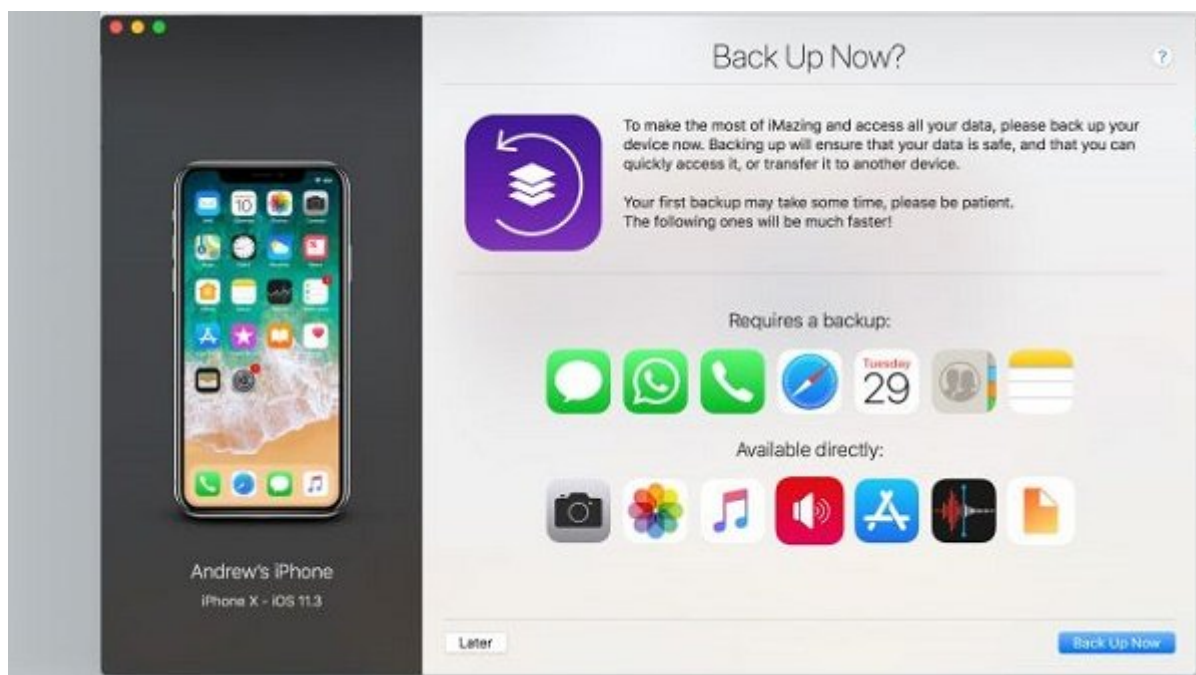 Back Up Now?
?
To make the most of iMazing and access all your data, please back up your
device now. Backing up will ensure that your data is safe, and that you can
quickly access it, or transfer it to another device.
Your first backup may take some time, please be patient.
The following ones will be much faster!
10
Requires a backup:
Tuesday
29
Available directly:
Andrew's iPhone
iPhone X - iOS 11.3
Later
Back Up Now